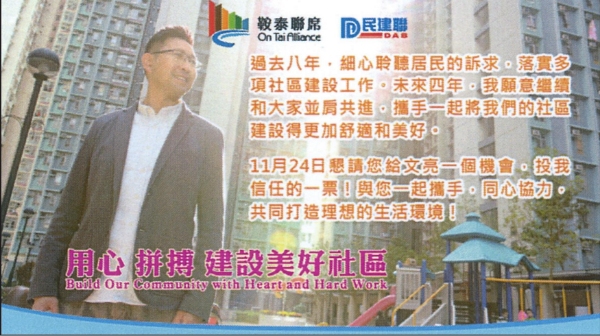 敲泰聯席
On Tai Alliance
民建聯
DAB
過去八年，細心聆聽居民的訴求，落實多
項社區建設工作。未來四年，我願意繼續
和大家並肩共進，攜手一起將我們的社區
建設得更加舒適和美好。
11月24日懇請您給文亮一個機會，投我
信任的一票！與您一起攜手，同心協力，
共同打造理想的生活環境！
用心 拼搏 建設美好社區
Build Our Community with Heart and Hard Work